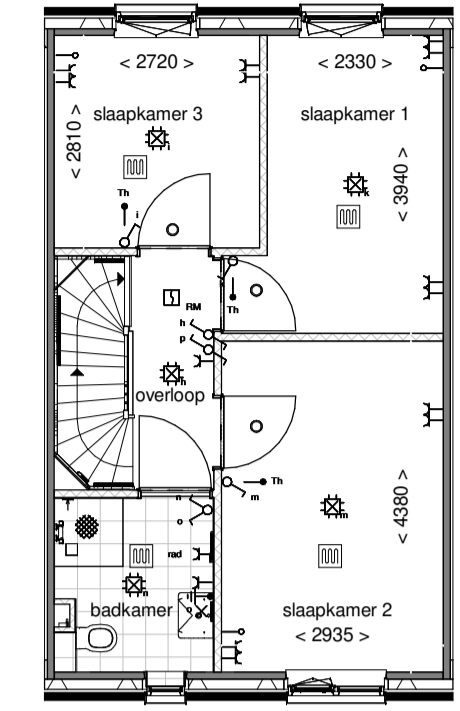 < 2720 >
< 2330 >
slaapkamer 3
slaapkamer 1
< 2810 >
< 3940 >
i
k
Th
i
RM
Th
h
p
h
overloop
Th
m
n
o
m
< 4380 >
rad
n
badkamer
slaapkamer 2
< 2935 >